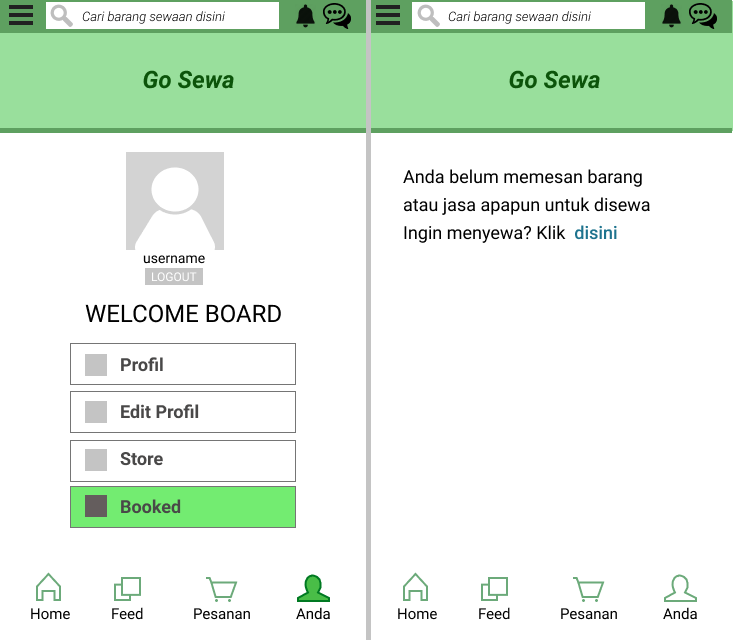 Cari barang sewaan disini
Go Sewa
username
LOGOUT
WELCOME BOARD
Profil
Edit Profil
Store
Booked
Home
Feed
Pesanan
Anda
Cari barang sewaan disini
Go Sewa
Anda belum memesan barang
atau jasa apapun untuk disewa
Ingin menyewa? Klik disini
Home
Feed
Pesanan
Anda